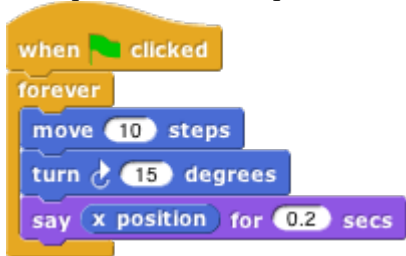 when clicked
forever
move 10 steps
turn 15 degrees
say x position for 0.2 secs